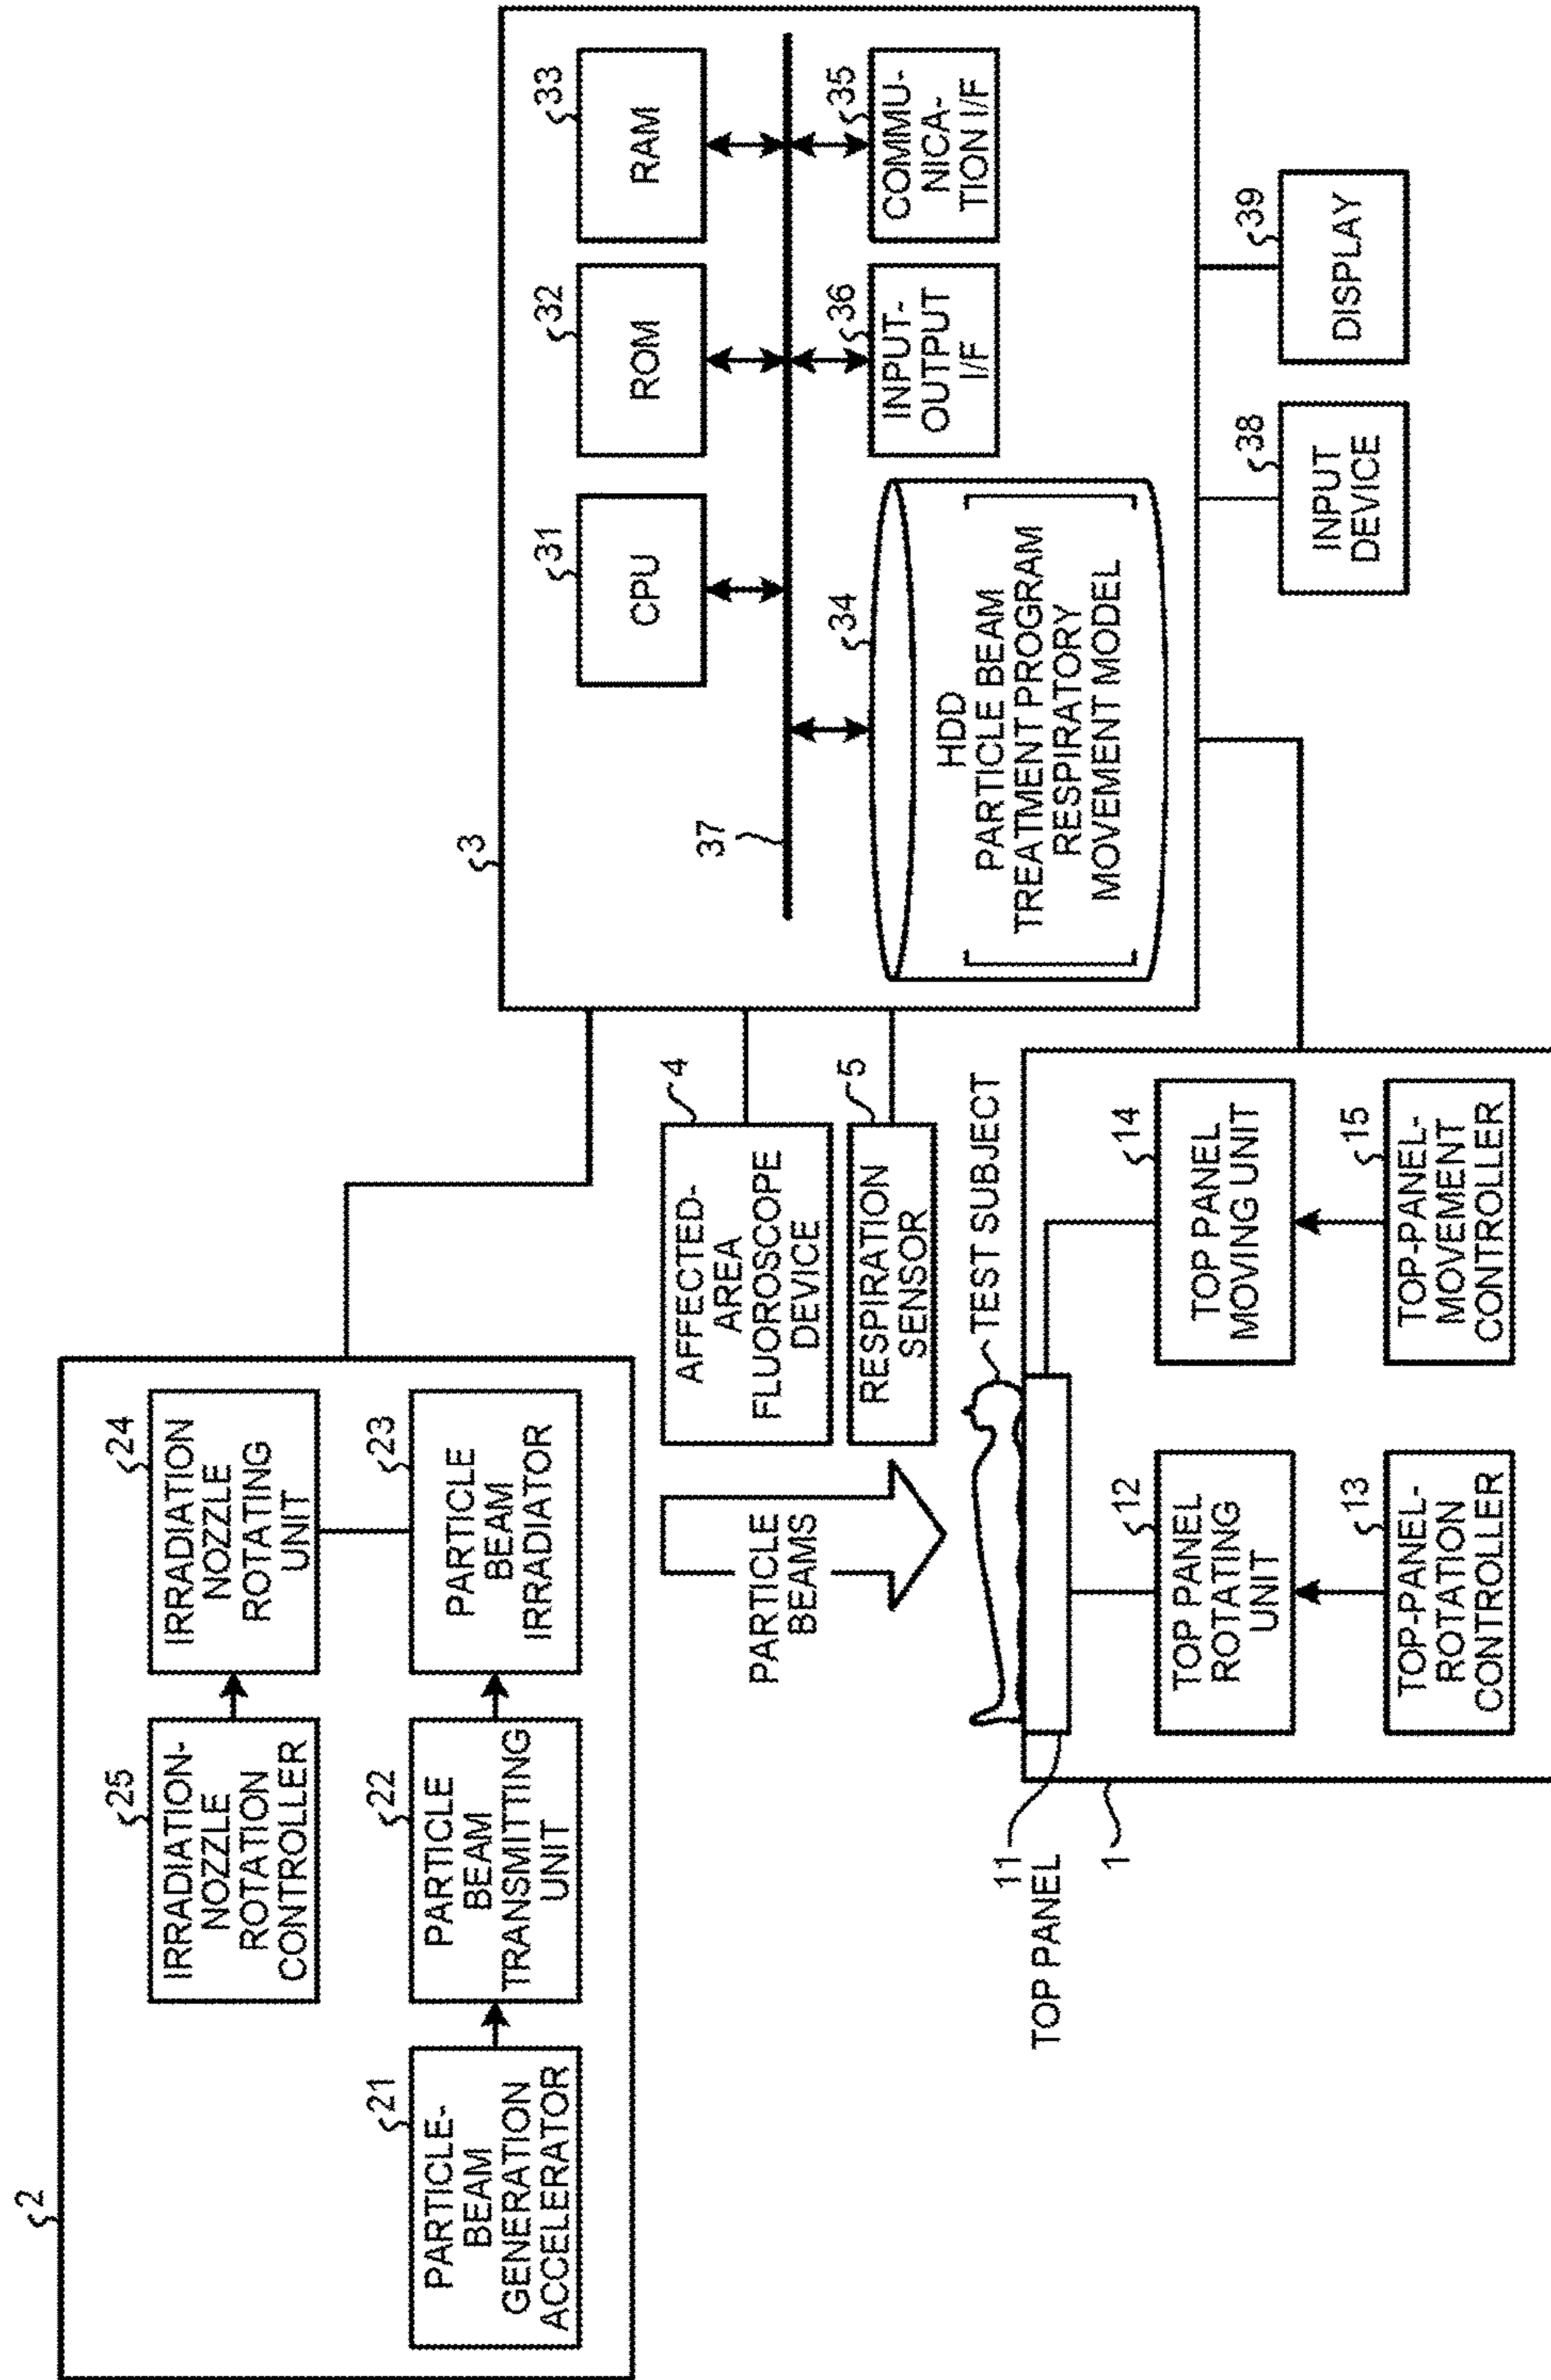 2
25
IRRADIATION-
NOZZLE
ROTATION
CONTROLLER
24
IRRADIATION
NOZZLE
ROTATING
UNIT
21
PARTICLE-
BEAM
GENERATION
ACCELERATOR
22
PARTICLE
BEAM
TRANSMITTING
UNIT
23
PARTICLE
BEAM
IRRADIATOR
3
31
CPU
32
ROM
33
RAM
37
34
HDD
PARTICLE BEAM
TREATMENT PROGRAM
RESPIRATORY
MOVEMENT MODEL
36
INPUT-
OUTPUT
I/F
35
COMMU-
NICA-
TION I/F
38
INPUT
DEVICE
39
DISPLAY
4
AFFECTED-
AREA
FLUOROSCOPE
DEVICE
5
RESPIRATION
SENSOR
PARTICLE
BEAMS
TEST SUBJECT
11
TOP PANEL
1
12
TOP PANEL
ROTATING
UNIT
14
TOP PANEL
MOVING UNIT
13
TOP-PANEL-
ROTATION
CONTROLLER
15
TOP-PANEL-
MOVEMENT
CONTROLLER